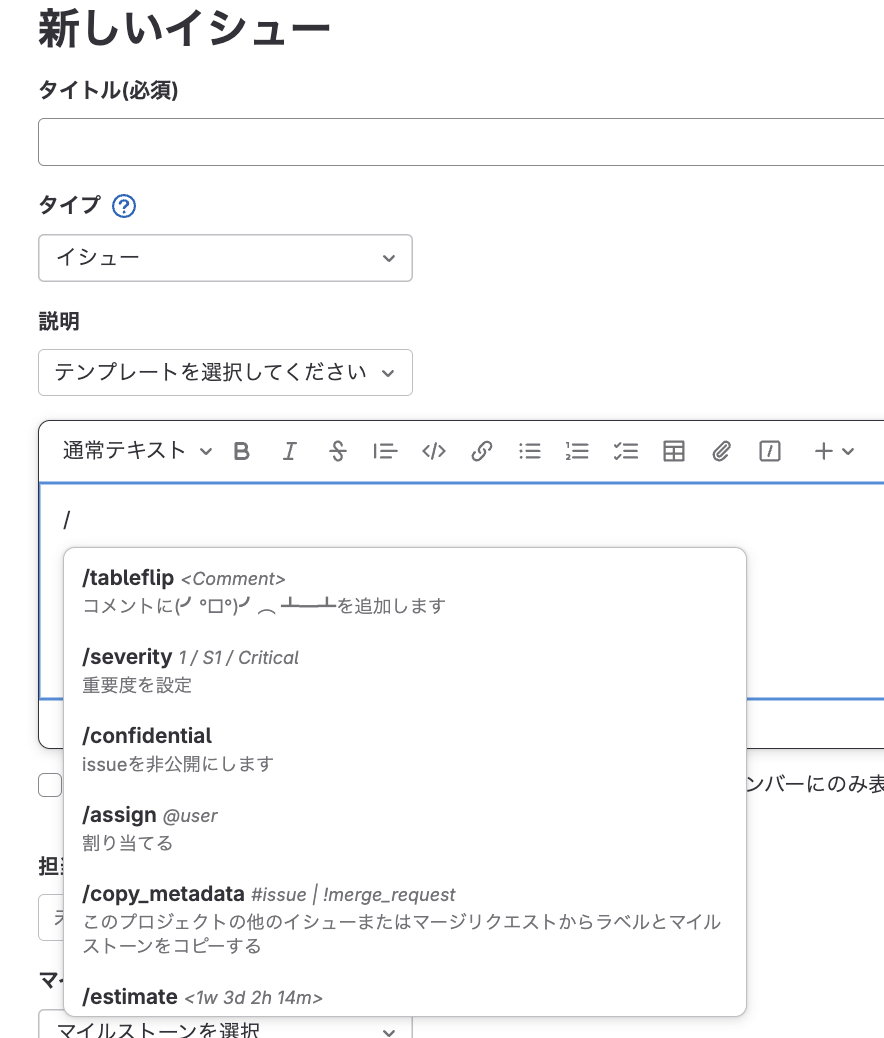 新しいイシュー
タイトル(必須)
タイプ ?
イシュー
説明
テンプレートを選択してください
通常テキスト
/
/tableflip <Comment>
コメントに(╯°□°)╯︵ ┻━┻を追加します
/severity 1 / S1 / Critical
重要度を設定
/confidential
issueを非公開にします
ンバーにのみ表
/assign @user
割り当てる
担
/copy_metadata #issue | !merge_request
このプロジェクトの他のイシューまたはマージリクエストからラベルとマイル
ストーンをコピーする
マイ
/estimate <1w 3d 2h 14m>
マイルストーンを選択